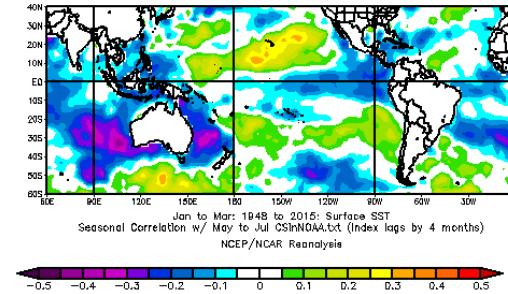 40N
30N
20N
10N
EQ
10S
20S
30S
40S
50S
60S
60E 90E 120E 150E 180 150W 120W 90W 60W 30W 0
Jan to Mar: 1948 to 2015: Surface SST
Seasonal Correlation w/ May to Jul CSInNOAA.txt (Index lags by 4 months)
NCEP/NCAR Reanalysis
-0.5 -0.4 -0.3 -0.2 -0.1 0 0.1 0.2 0.3 0.4 0.5